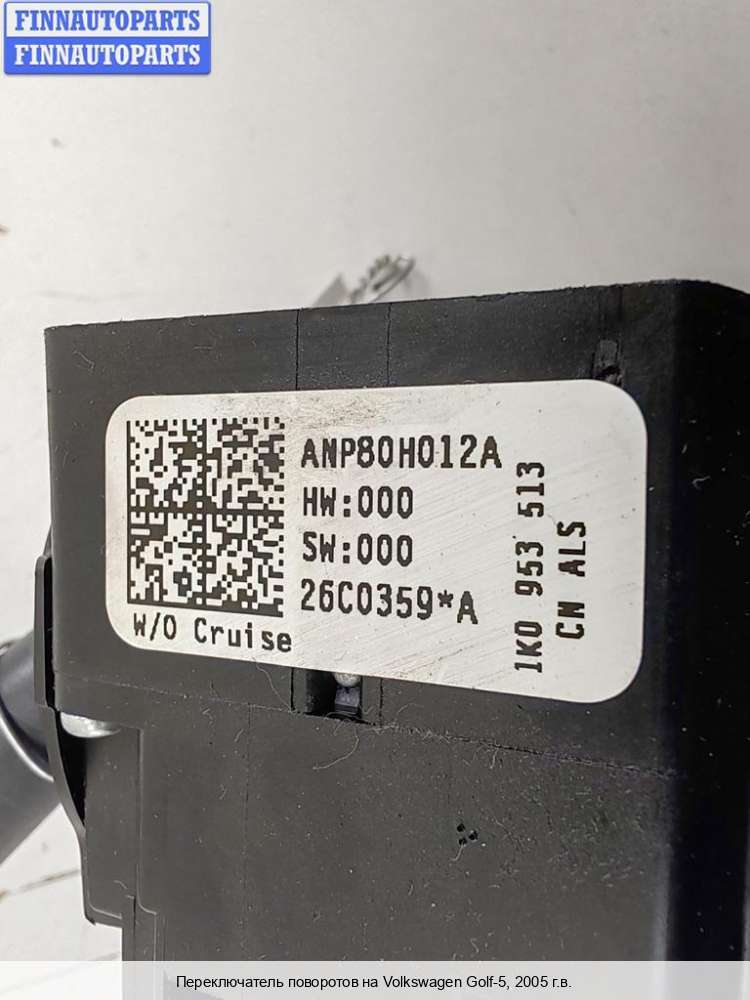 FINNAUTOPARTS
FINNAUTOPARTS
ANP80H012A
HW:000
SW:000
26C0359*A
W/O Cruise
1K0 953 513
CN ALS
Переключатель поворотов на Volkswagen Golf-5, 2005 г.в.